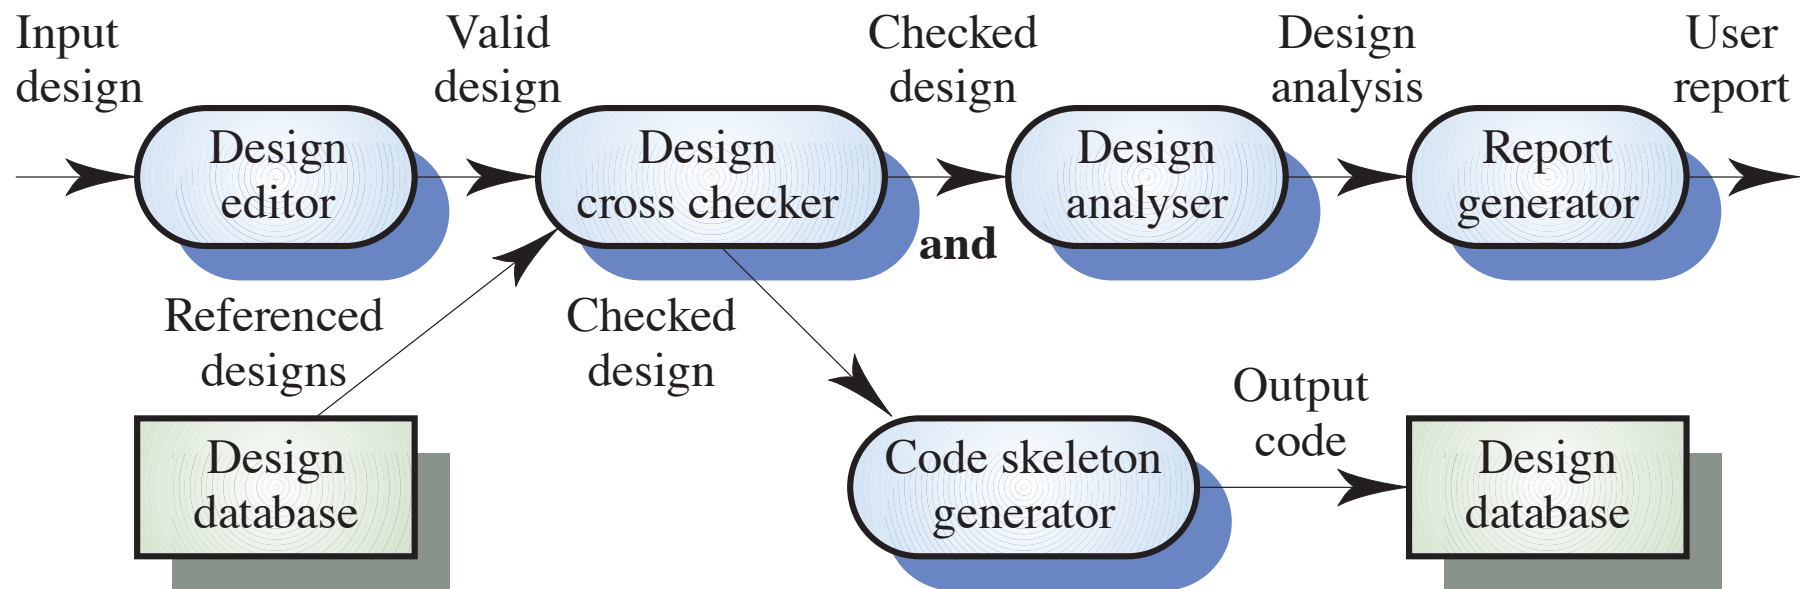 Input
design
Valid
design
Checked
design
Design
analysis
User
report
Design
editor
Design
cross checker
Design
analyser
Report
generator
and
Referenced
designs
Checked
design
Output
code
Design
database
Code skeleton
generator
Design
database